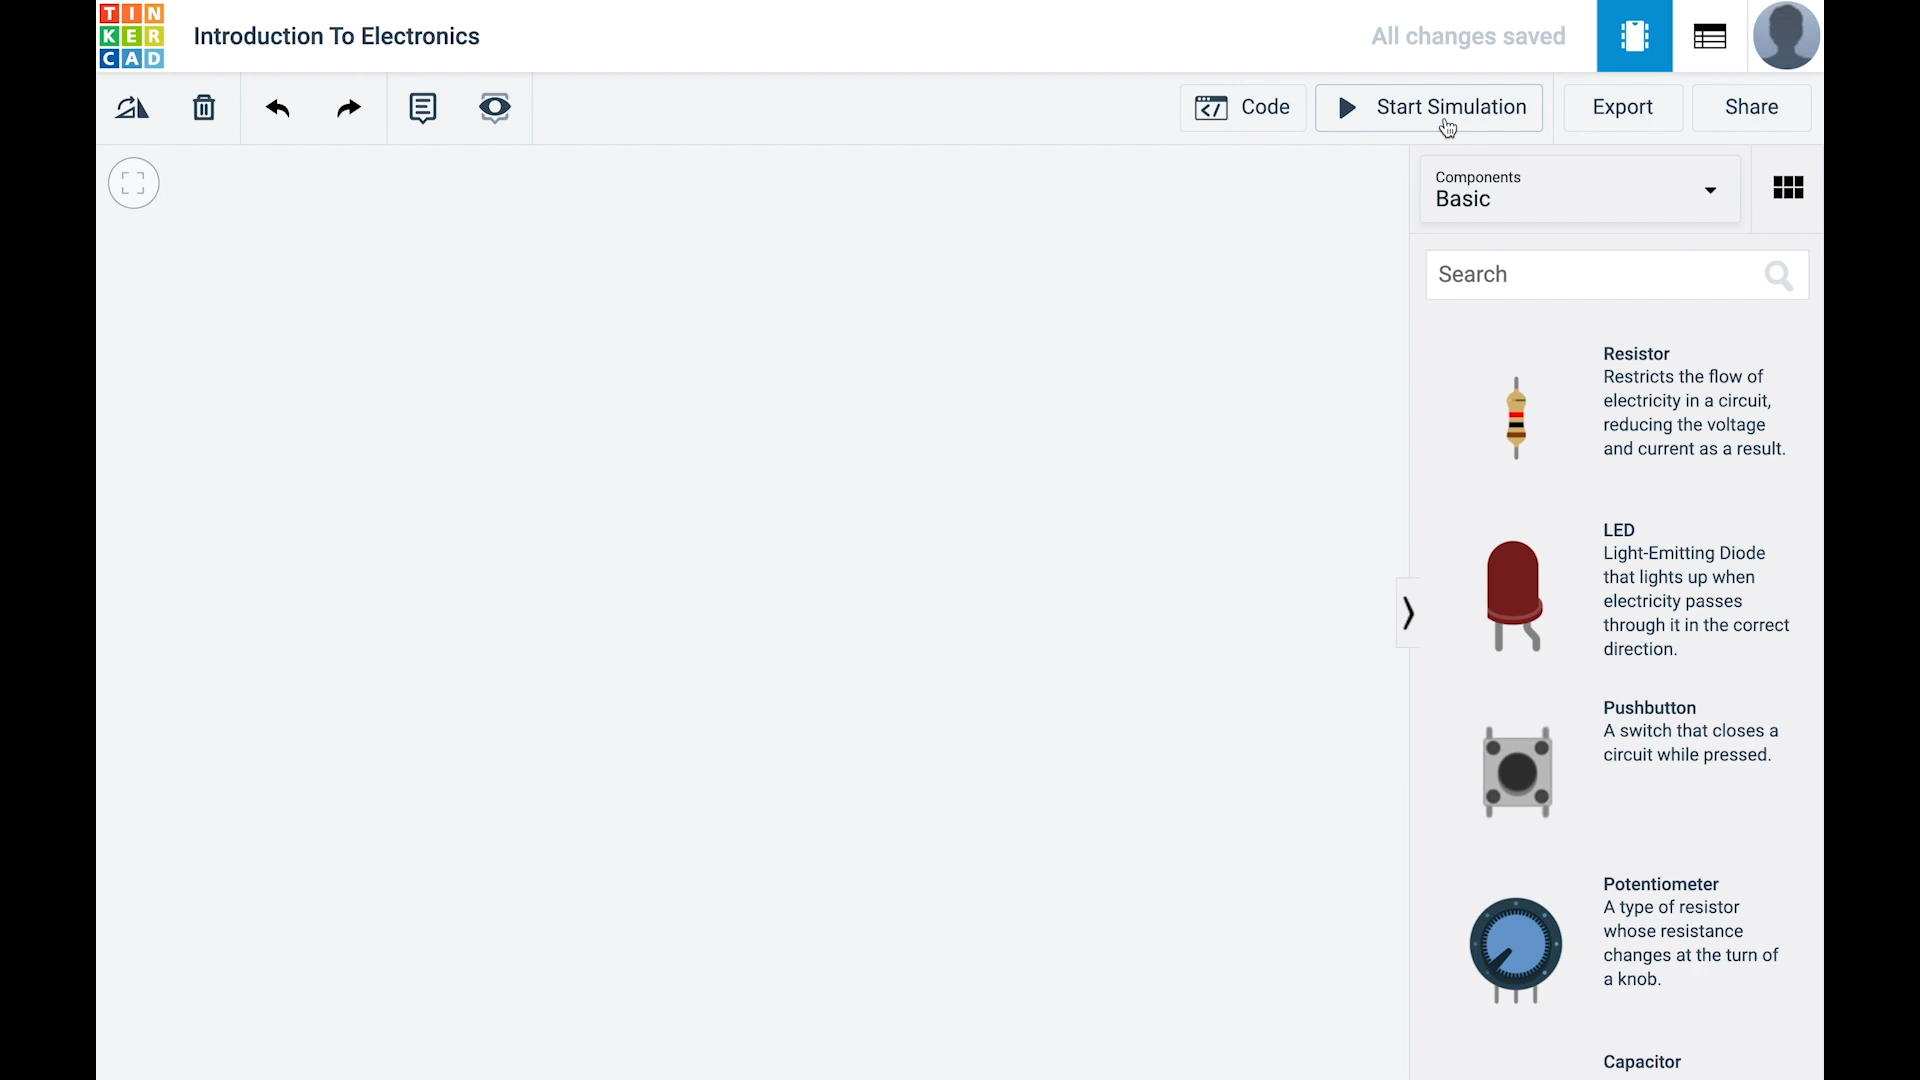 TIN
KER
CAD
Introduction To Electronics
All changes saved
Code
Start Simulation
Export
Share
Components
Basic
Search
Resistor
Restricts the flow of
electricity in a circuit,
reducing the voltage
and current as a result.
LED
Light-Emitting Diode
that lights up when
electricity passes
through it in the correct
direction.
Pushbutton
A switch that closes a
circuit while pressed.
Potentiometer
A type of resistor
whose resistance
changes at the turn of
a knob.
Capacitor